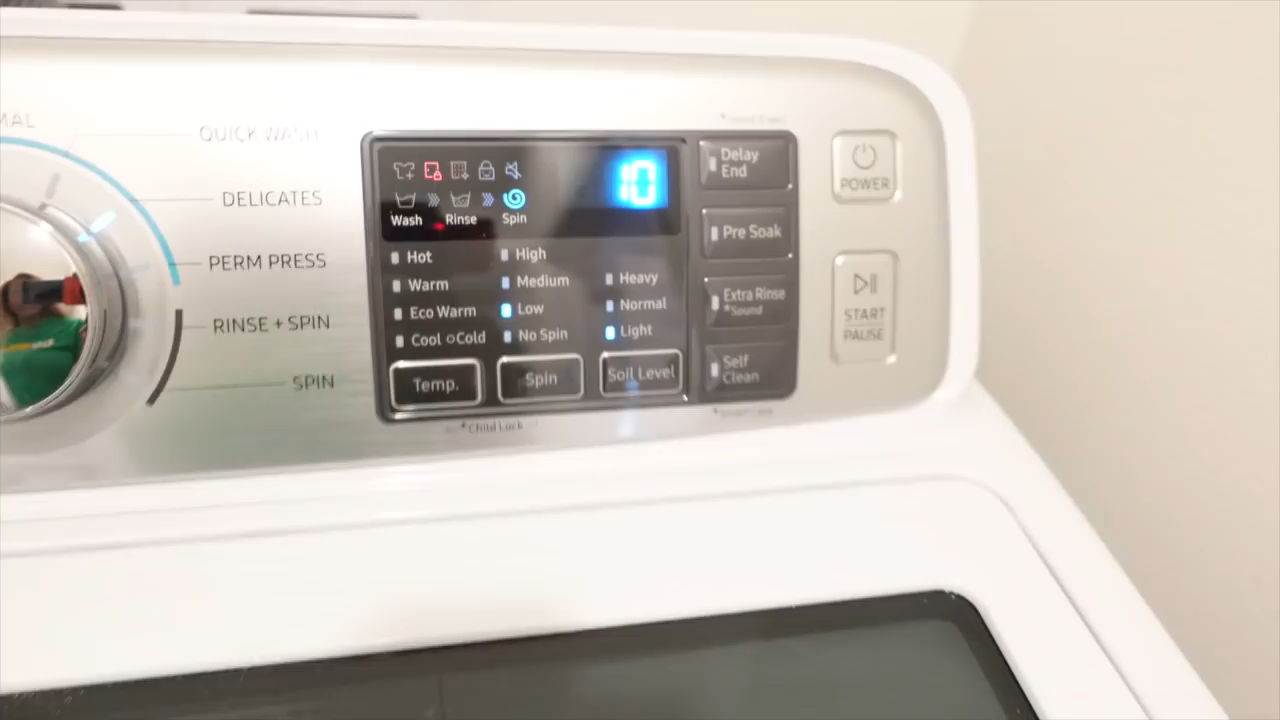 MAL
QUICK WASH
DELICATES
PERM PRESS
RINSE + SPIN
SPIN
Wash
Rinse
Spin
10
Hot
Warm
Eco Warm
Cool Cold
High
Medium
Low
No Spin
Heavy
Normal
Light
Temp.
Spin
Soil Level
*Child Lock
Delay
End
Pre Soak
Extra Rinse
*Sound
Self
Clean
POWER
START
PAUSE